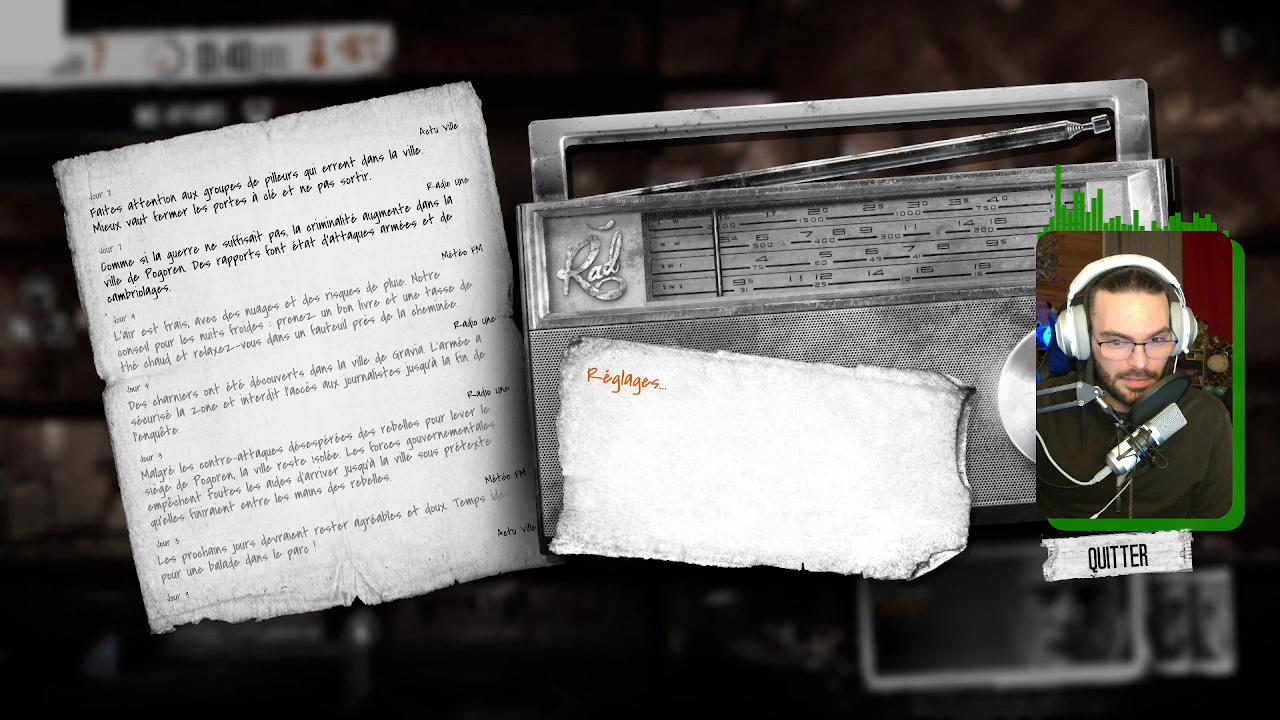 7
Actu Ville
Jour 7
Faites attention aux groupes de pilleurs qui errent dans la ville.
Mieux vaut fermer les portes à clé et ne pas sortir.
Radio Une
Jour 7
Comme si la guerre ne suffisait pas, la criminalité augmente dans la
ville de Pogoren. Des rapports font état d'attaques armées et de
cambriolages.
Météo FM
Jour 4
L'air est frais, avec des nuages et des risques de pluie. Notre
conseil pour les nuits froides : prenez un bon livre et une tasse de
thé chaud et relaxez-vous dans un fauteuil près de la cheminée.
Radio Une
Jour 4
Des charniers ont été découverts dans la ville de Gravia. L'armée a
sécurisé la zone et interdit l'accès aux journalistes jusqu'à la fin de
l'enquête.
Radio Une
Jour 3
Malgré les contre-attaques désespérées des rebelles pour lever le
siège de Pogoren, la ville reste isolée. Les forces gouvernementales
empêchent toutes les aides d'arriver jusqu'à la ville sous prétexte
qu'elles finiraient entre les mains des rebelles.
Météo FM
Jour 3
Les prochains jours devraient rester agréables et doux. Temps
pour une balade dans le parc !
Actu Ville
Jour 3
Rad
Réglages...
QUITTER